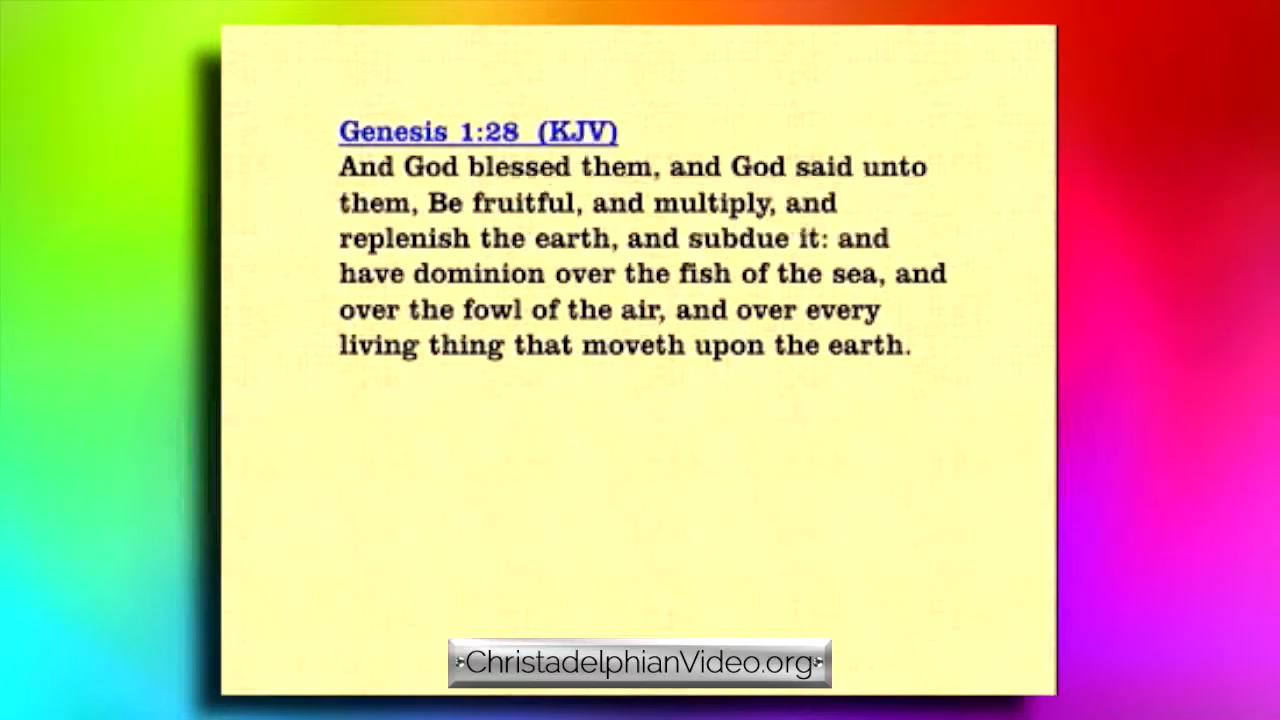 Genesis 1:28 (KJV)
And God blessed them, and God said unto
them, Be fruitful, and multiply, and
replenish the earth, and subdue it: and
have dominion over the fish of the sea, and
over the fowl of the air, and over every
living thing that moveth upon the earth.
ChristadelphianVideo.org